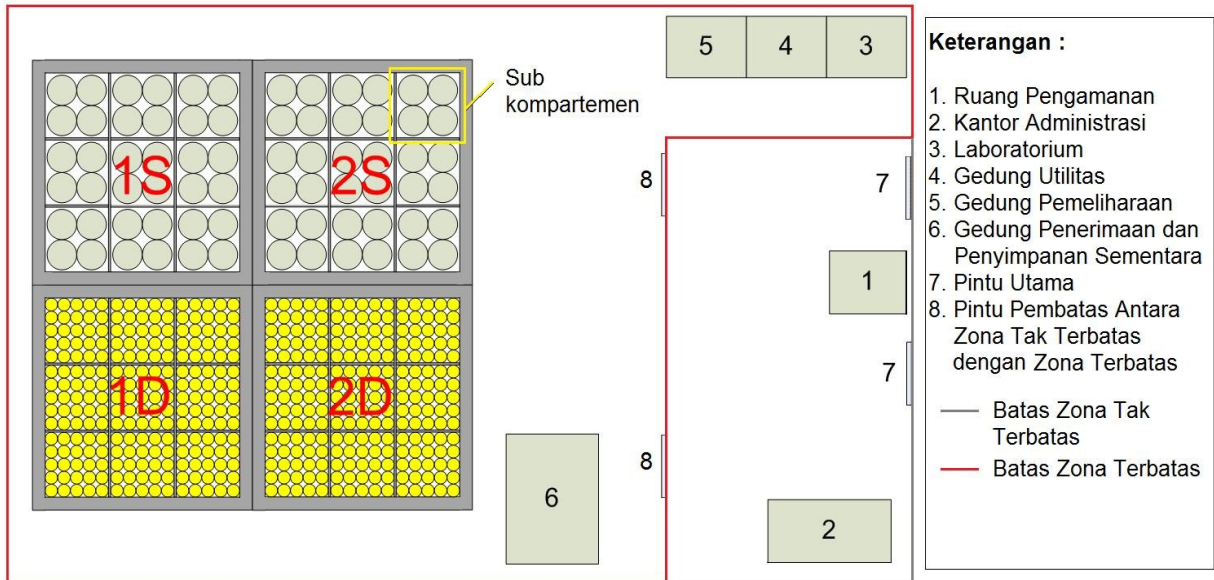 5 4 3
Sub
kompartemen
1S 2S
8 7
1
1D 2D
7
8
6
2
Keterangan :
1. Ruang Pengamanan
2. Kantor Administrasi
3. Laboratorium
4. Gedung Utilitas
5. Gedung Pemeliharaan
6. Gedung Penerimaan dan
Penyimpanan Sementara
7. Pintu Utama
8. Pintu Pembatas Antara
Zona Tak Terbatas
dengan Zona Terbatas
Batas Zona Tak
Terbatas
Batas Zona Terbatas